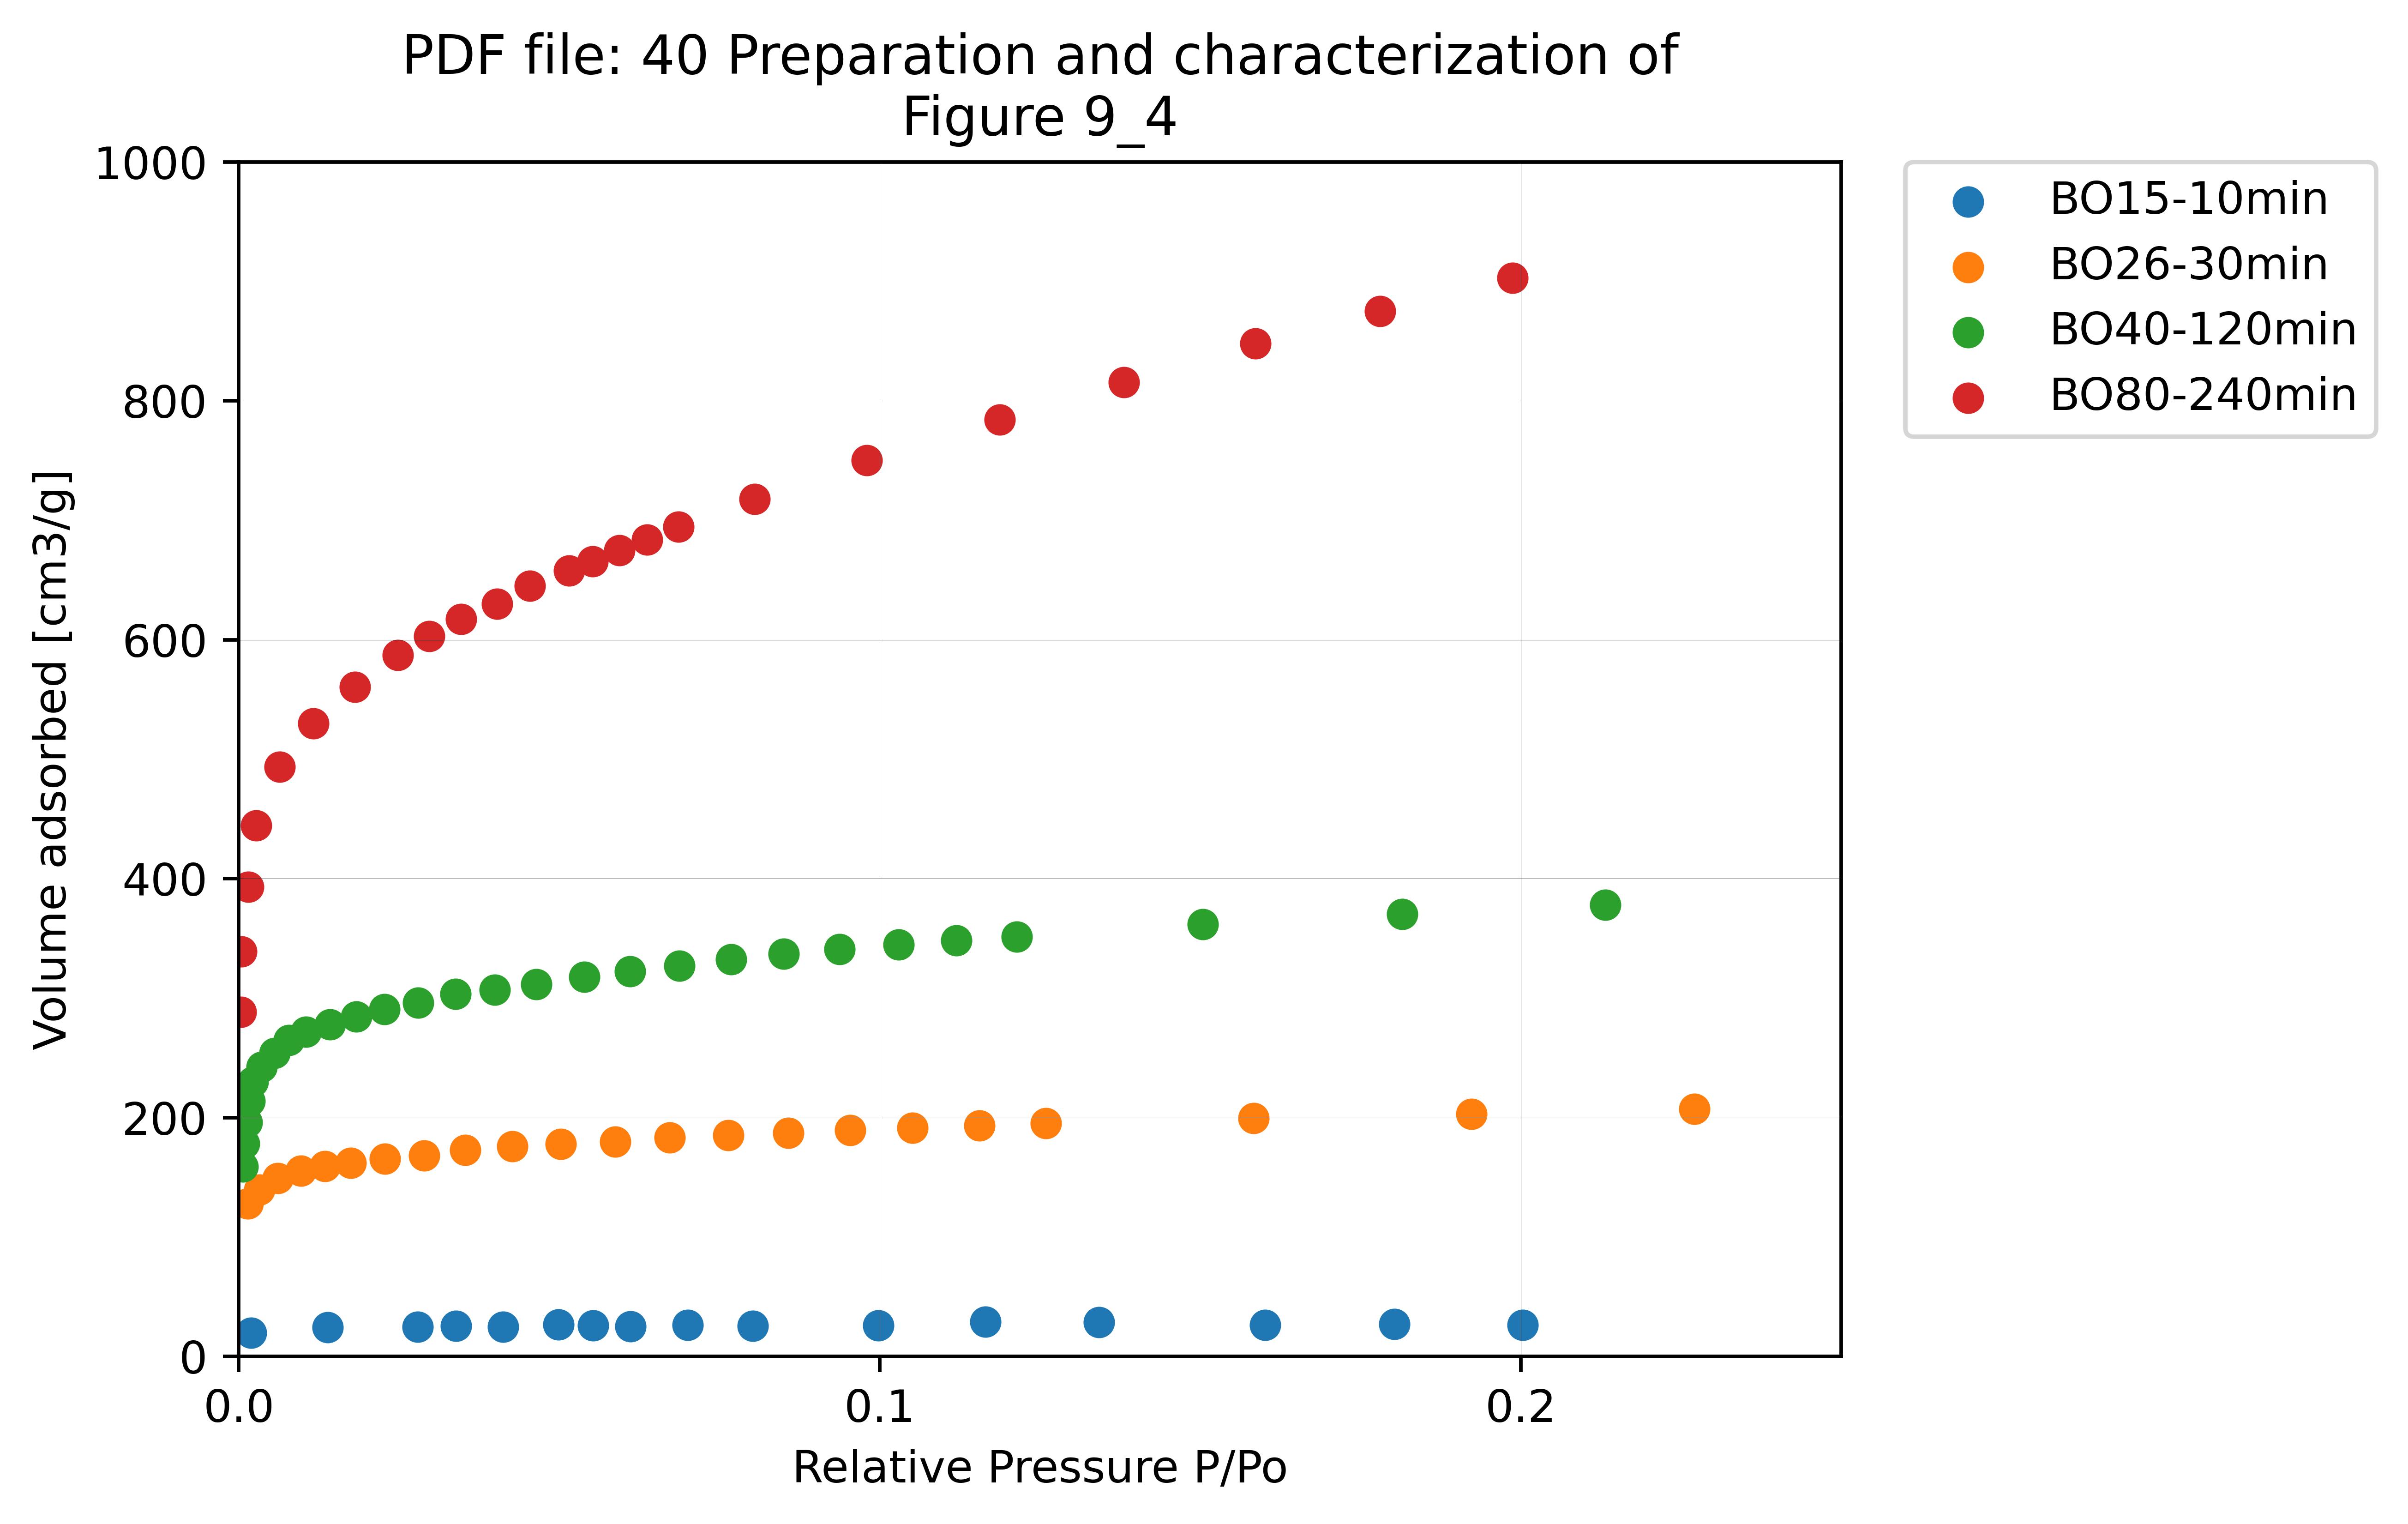 PDF file: 40 Preparation and characterization of
Figure 9_4
1000
800
600
400
200
0
Volume adsorbed [cm3/g]
0.0
0.1
0.2
Relative Pressure P/Po
BO15-10min
BO26-30min
BO40-120min
BO80-240min